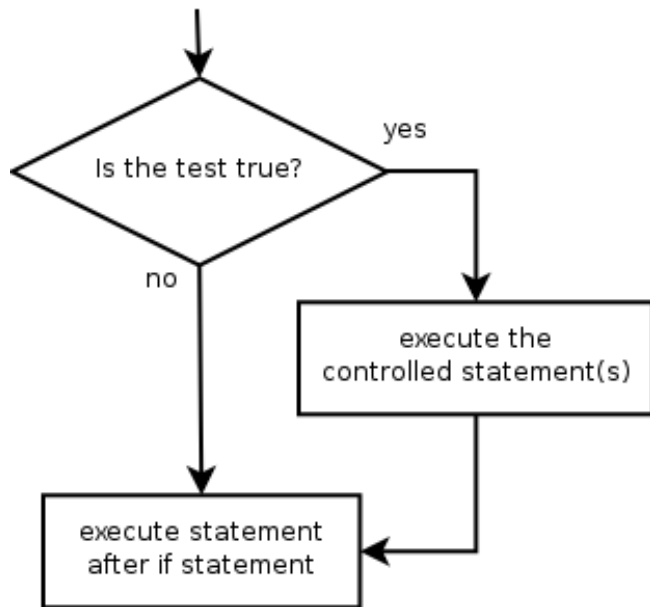 yes
Is the test true?
no
execute the
controlled statement(s)
execute statement
after if statement